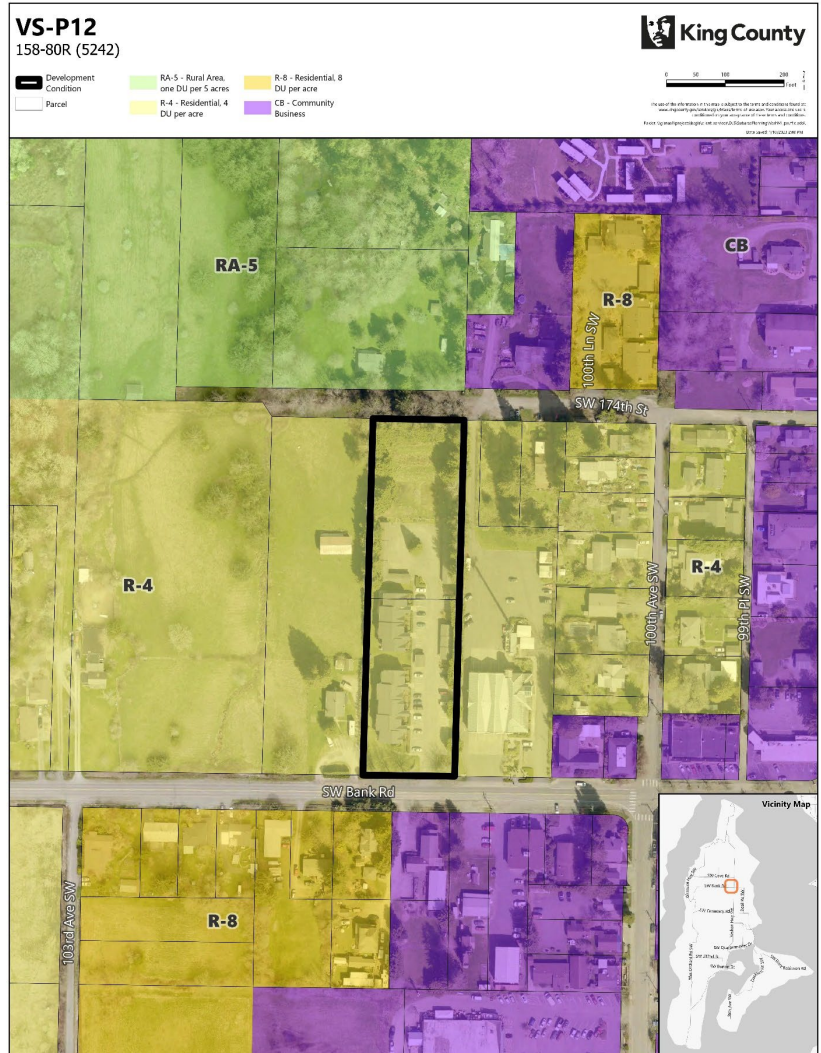 VS-P12
158-80R (5242)
King County
Development
Condition
Parcel
RA-5 - Rural Area,
one DU per 5 acres
R-4 - Residential, 4
DU per acre
R-8 - Residential, 8
DU per acre
CB - Community
Business
0 50 100 200
Feet
RA-5
CB
R-8
100th Ln SW
SW 174th St
R-4
R-4
100th Ave SW
99th Pl SW
SW Bank Rd
103rd Ave SW
R-8
Vicinity Map